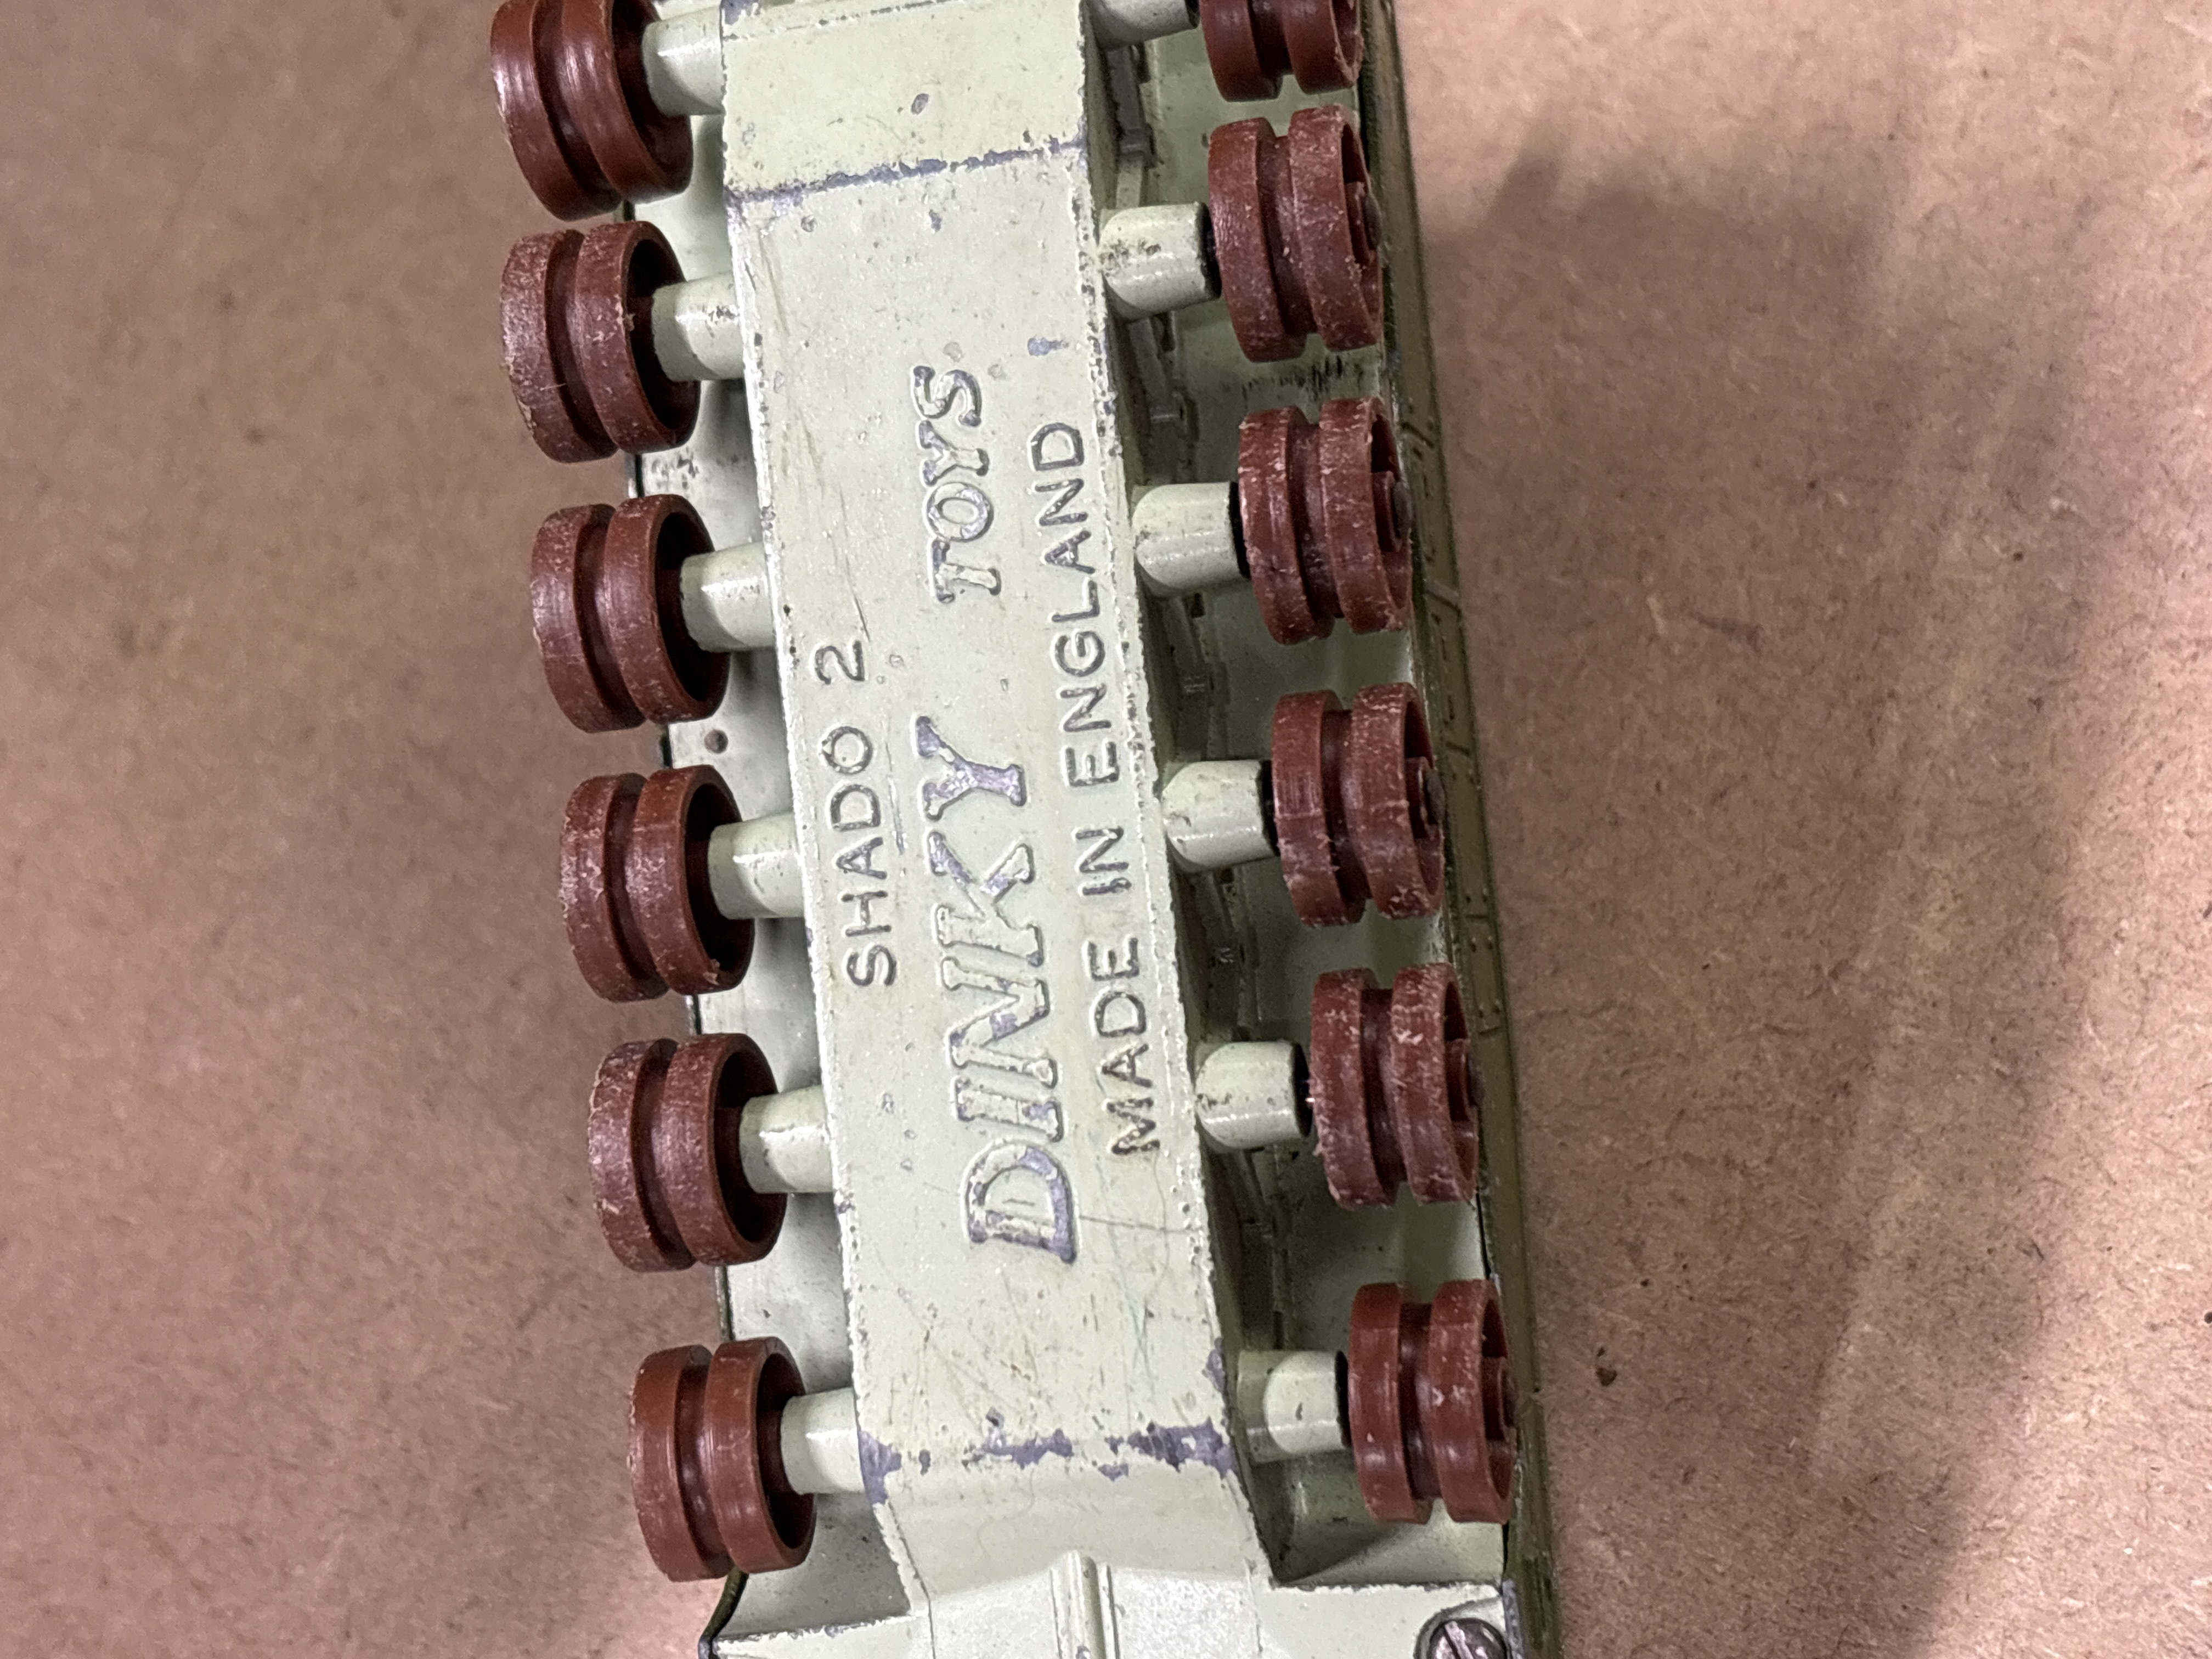 SHADO 2
DINKY TOYS
MADE IN ENGLAND